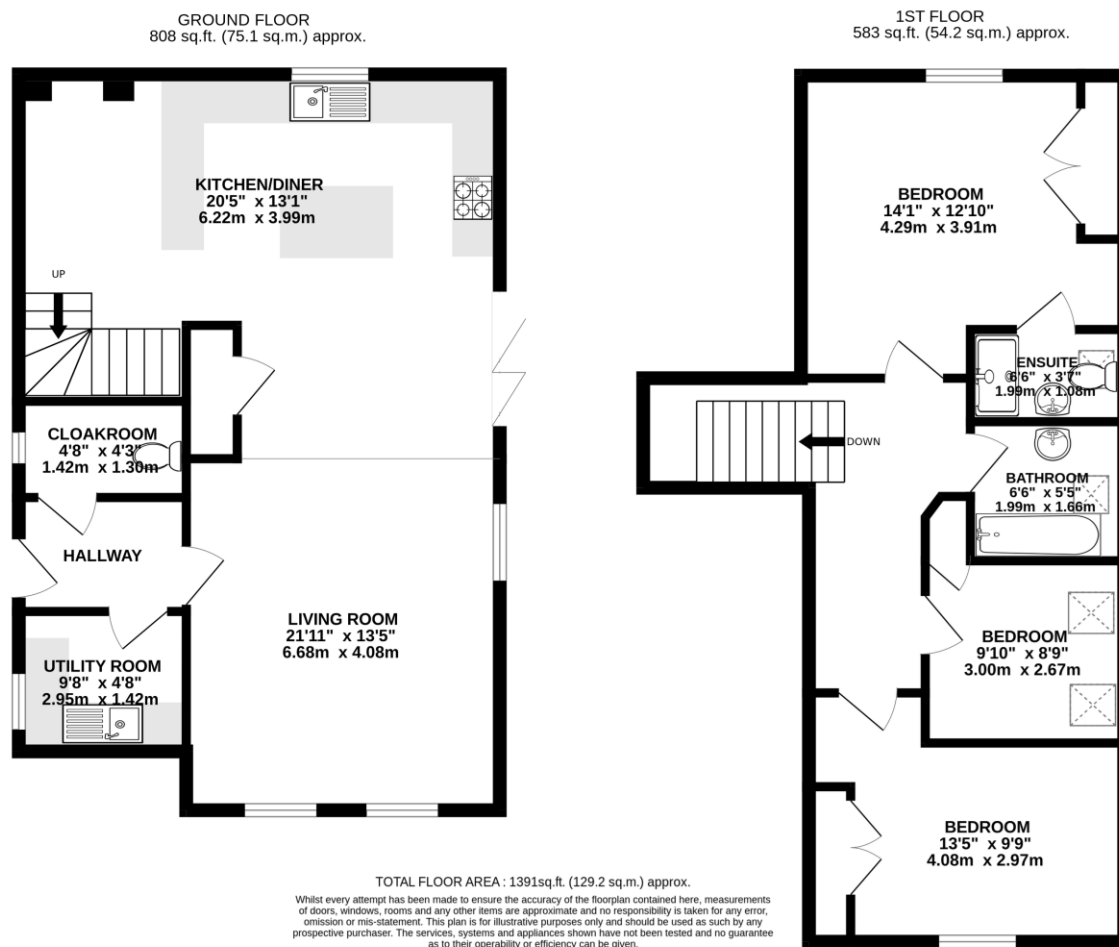 GROUND FLOOR
808 sq.ft. (75.1 sq.m.) approx.
KITCHEN/DINER
20'5" x 13'1"
6.22m x 3.99m
UP
CLOAKROOM
4'8" x 4'3"
1.42m x 1.30m
HALLWAY
LIVING ROOM
21'11" x 13'5"
6.68m x 4.08m
UTILITY ROOM
9'8" x 4'8"
2.95m x 1.42m
1ST FLOOR
583 sq.ft. (54.2 sq.m.) approx.
BEDROOM
14'1" x 12'10"
4.29m x 3.91m
ENSUITE
6'6" x 3'7"
1.99m x 1.08m
DOWN
BATHROOM
6'6" x 5'5"
1.99m x 1.66m
BEDROOM
9'10" x 8'9"
3.00m x 2.67m
BEDROOM
13'5" x 9'9"
4.08m x 2.97m
TOTAL FLOOR AREA : 1391sq.ft. (129.2 sq.m.) approx.
Whilst every attempt has been made to ensure the accuracy of the floorplan contained here, measurements
of doors, windows, rooms and any other items are approximate and no responsibility is taken for any error,
omission or mis-statement. This plan is for illustrative purposes only and should be used as such by any
prospective purchaser. The services, systems and appliances shown have not been tested and no guarantee
as to their operability or efficiency can be given.